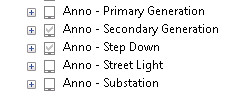 Anno - Primary Generation
Anno - Secondary Generation
Anno - Step Down
Anno - Street Light
Anno - Substation